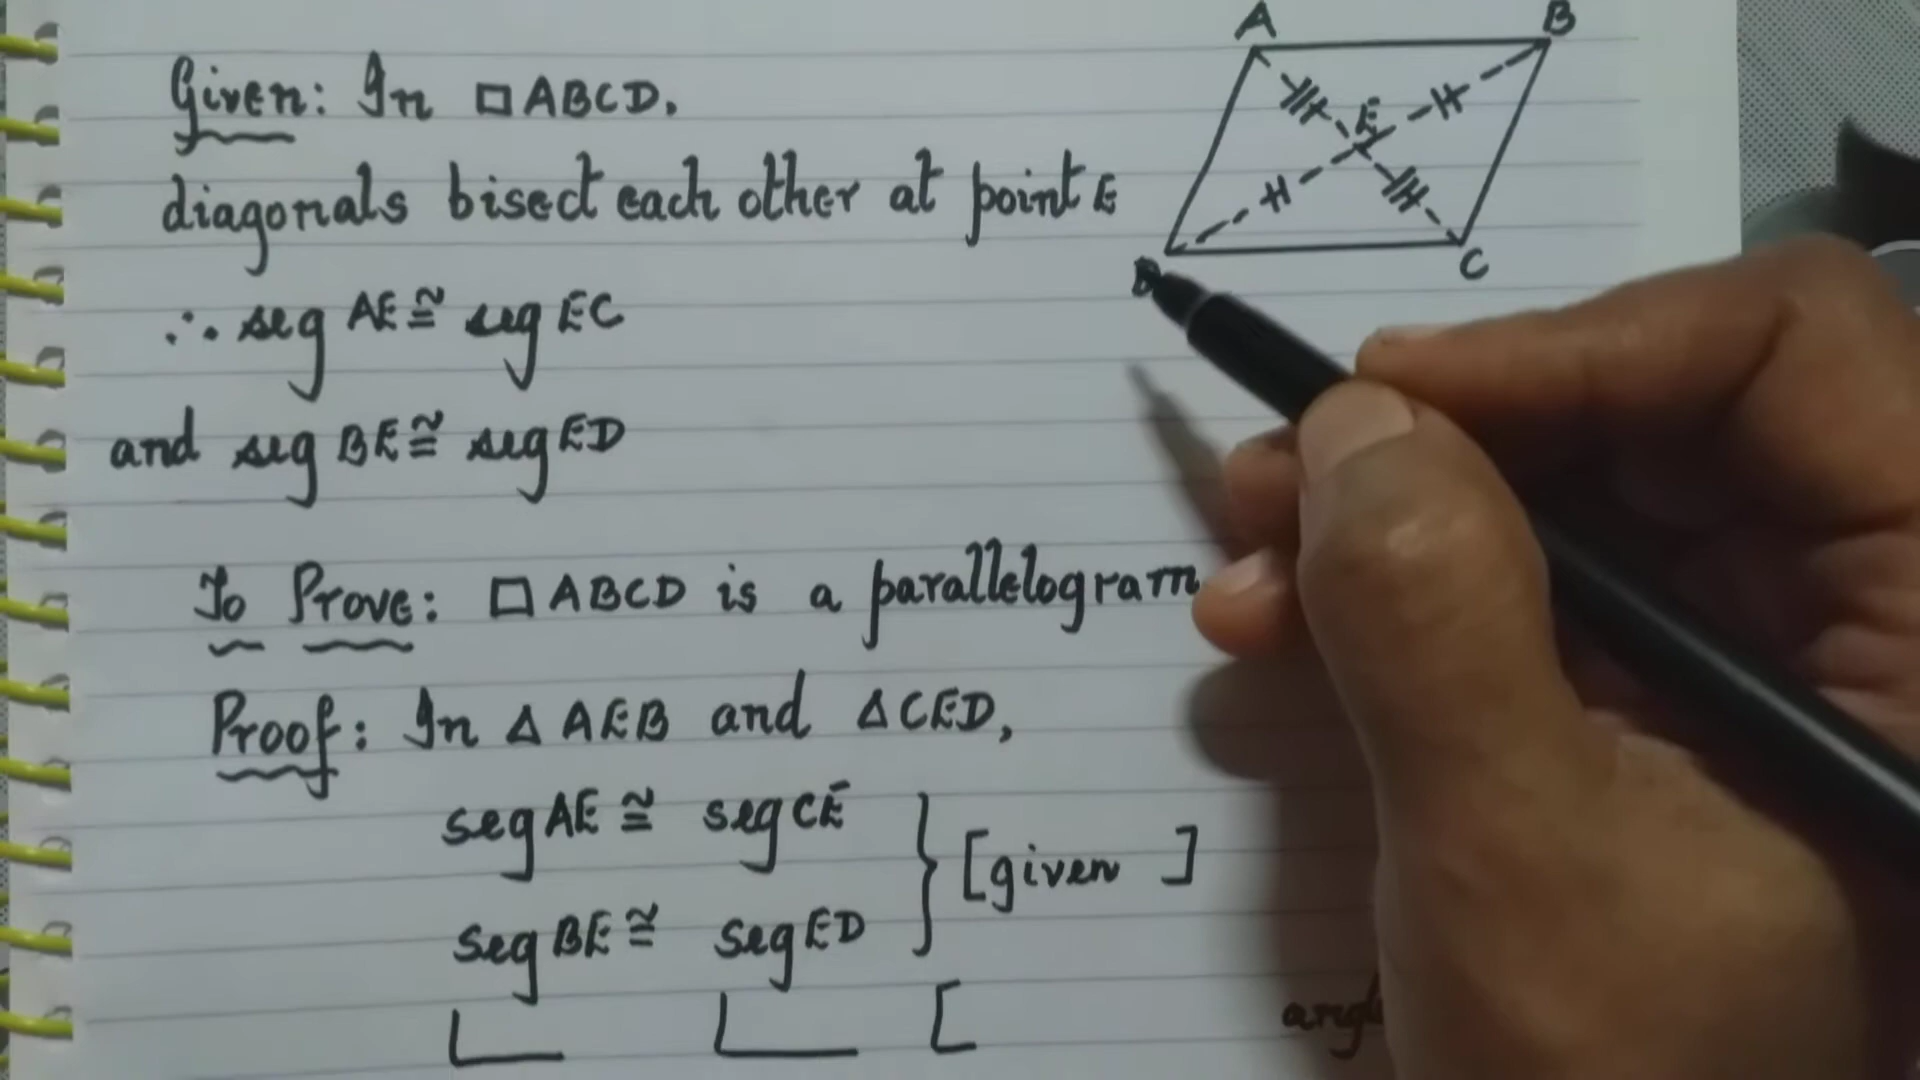 Given: In □ABCD.
diagonals bisect each other at point E
∴ seg AE ≅ seg EC
and seg BE ≅ seg ED
To Prove: □ABCD is a parallelogram
Proof: In Δ AEB and ΔCED,
seg AE ≅ seg CE
[given ]
seg BE ≅ seg ED
[
A
B
E
D
C